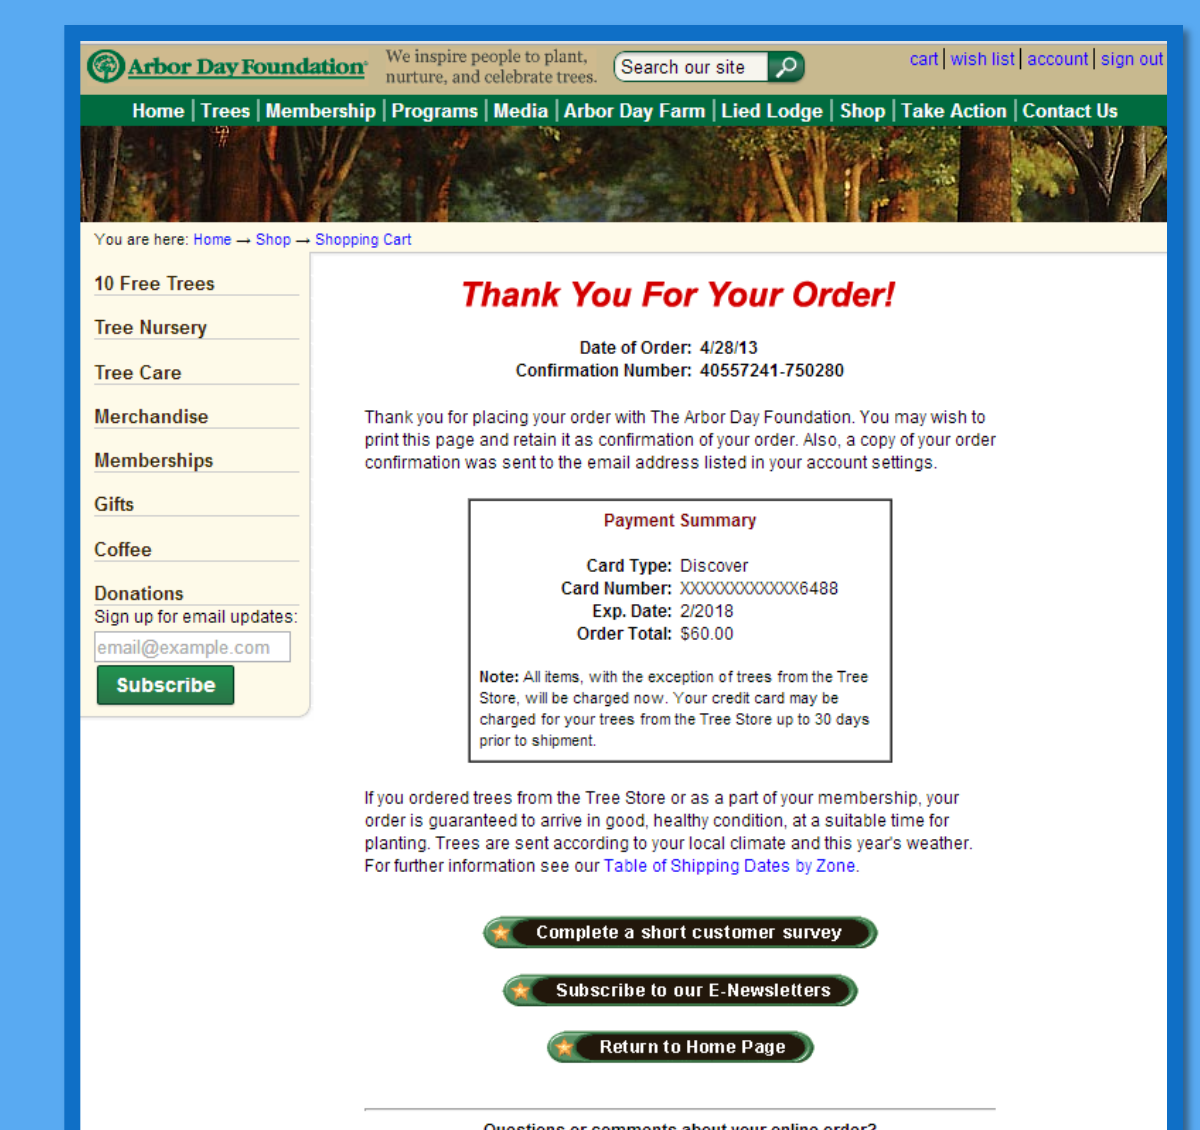 Arbor Day Foundation®
We inspire people to plant,
nurture, and celebrate trees.
Search our site
cart | wish list | account | sign out
Home | Trees | Membership | Programs | Media | Arbor Day Farm | Lied Lodge | Shop | Take Action | Contact Us
You are here: Home → Shop → Shopping Cart
10 Free Trees
Tree Nursery
Tree Care
Merchandise
Memberships
Gifts
Coffee
Donations
Sign up for email updates:
email@example.com
Subscribe
Thank You For Your Order!
Date of Order: 4/28/13
Confirmation Number: 40557241-750280
Thank you for placing your order with The Arbor Day Foundation. You may wish to
print this page and retain it as confirmation of your order. Also, a copy of your order
confirmation was sent to the email address listed in your account settings.
Payment Summary
Card Type: Discover
Card Number: XXXXXXXXXXXX6488
Exp. Date: 2/2018
Order Total: $60.00
Note: All items, with the exception of trees from the Tree
Store, will be charged now. Your credit card may be
charged for your trees from the Tree Store up to 30 days
prior to shipment.
If you ordered trees from the Tree Store or as a part of your membership, your
order is guaranteed to arrive in good, healthy condition, at a suitable time for
planting. Trees are sent according to your local climate and this year's weather.
For further information see our Table of Shipping Dates by Zone.
Complete a short customer survey
Subscribe to our E-Newsletters
Return to Home Page
Questions or comments about your online order?